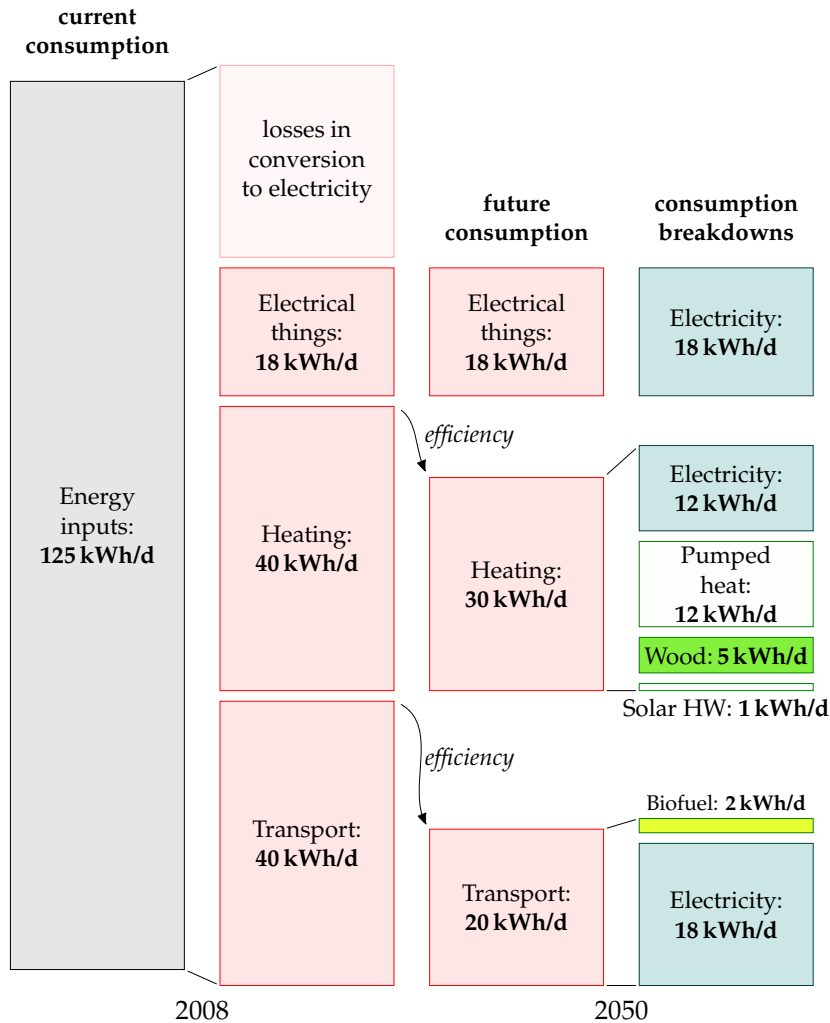 current
consumption
Energy
inputs:
125 kWh/d
losses in
conversion
to electricity
Electrical
things:
18 kWh/d
Heating:
40 kWh/d
Transport:
40 kWh/d
2008
efficiency
efficiency
future
consumption
Electrical
things:
18 kWh/d
Heating:
30 kWh/d
Transport:
20 kWh/d
consumption
breakdowns
Electricity:
18 kWh/d
Electricity:
12 kWh/d
Pumped
heat:
12 kWh/d
Wood: 5 kWh/d
Solar HW: 1 kWh/d
Biofuel: 2 kWh/d
Electricity:
18 kWh/d
2050